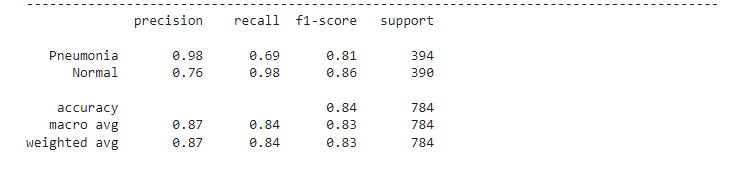 precision recall f1-score support
Pneumonia 0.98 0.69 0.81 394
Normal 0.76 0.98 0.86 390
accuracy 0.84 784
macro avg 0.87 0.84 0.83 784
weighted avg 0.87 0.84 0.83 784